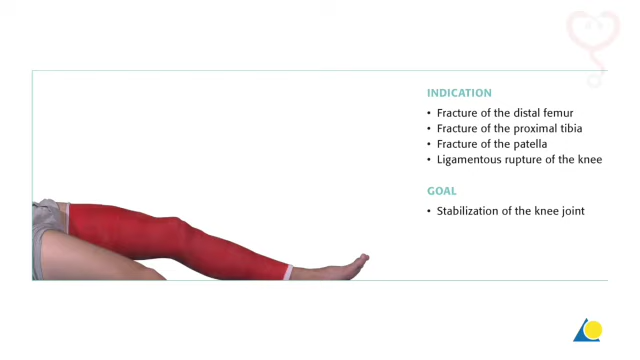 INDICATION
• Fracture of the distal femur
• Fracture of the proximal tibia
• Fracture of the patella
• Ligamentous rupture of the knee
GOAL
• Stabilization of the knee joint